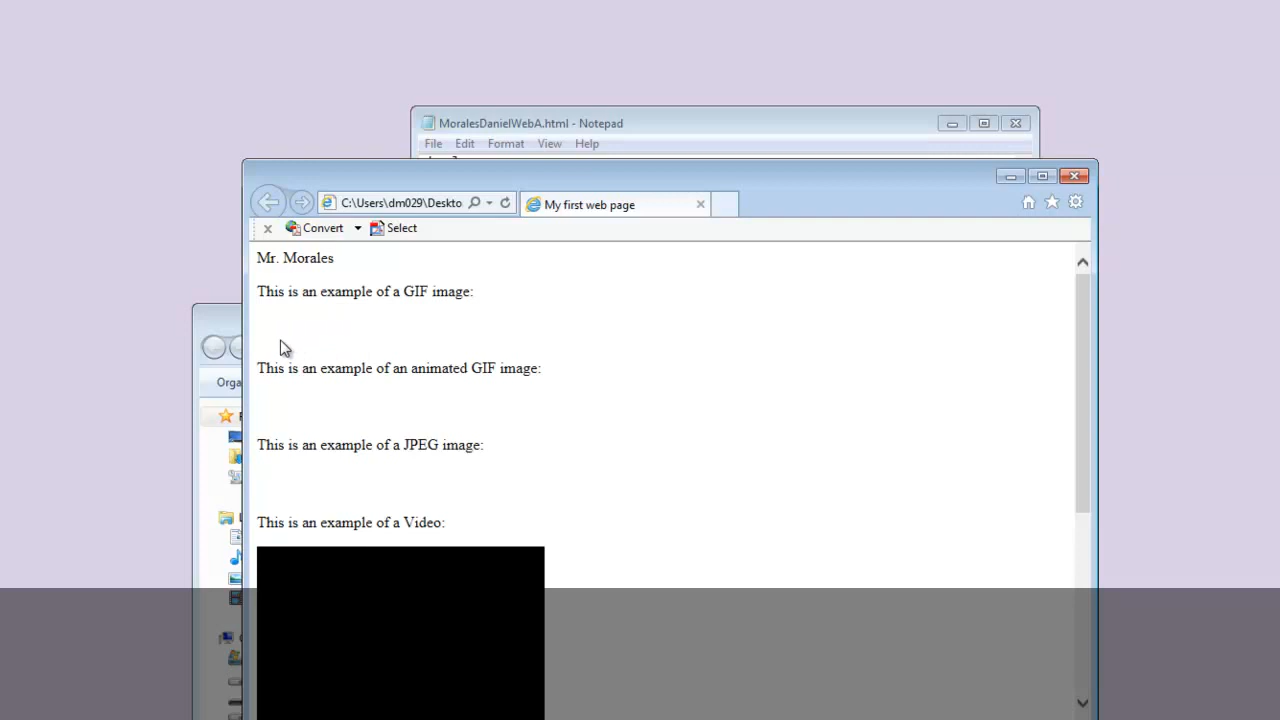 MoralesDanielWebA.html - Notepad
File Edit Format View Help
C:\Users\dm029\Deskto
My first web page
Convert Select
Mr. Morales
This is an example of a GIF image:
This is an example of an animated GIF image:
Orga
This is an example of a JPEG image:
This is an example of a Video: